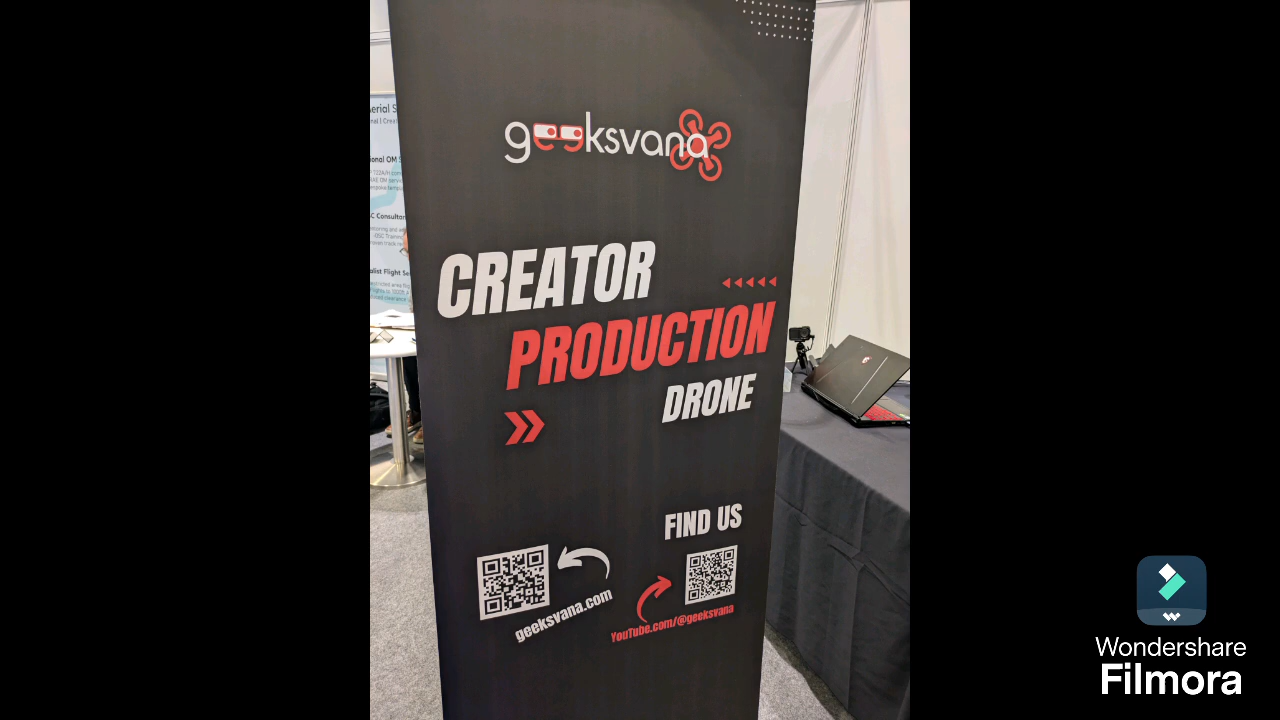 geeksvana
CREATOR
PRODUCTION
DRONE
FIND US
geeksvana.com
YouTube.com/@geeksvana
Wondershare
Filmora